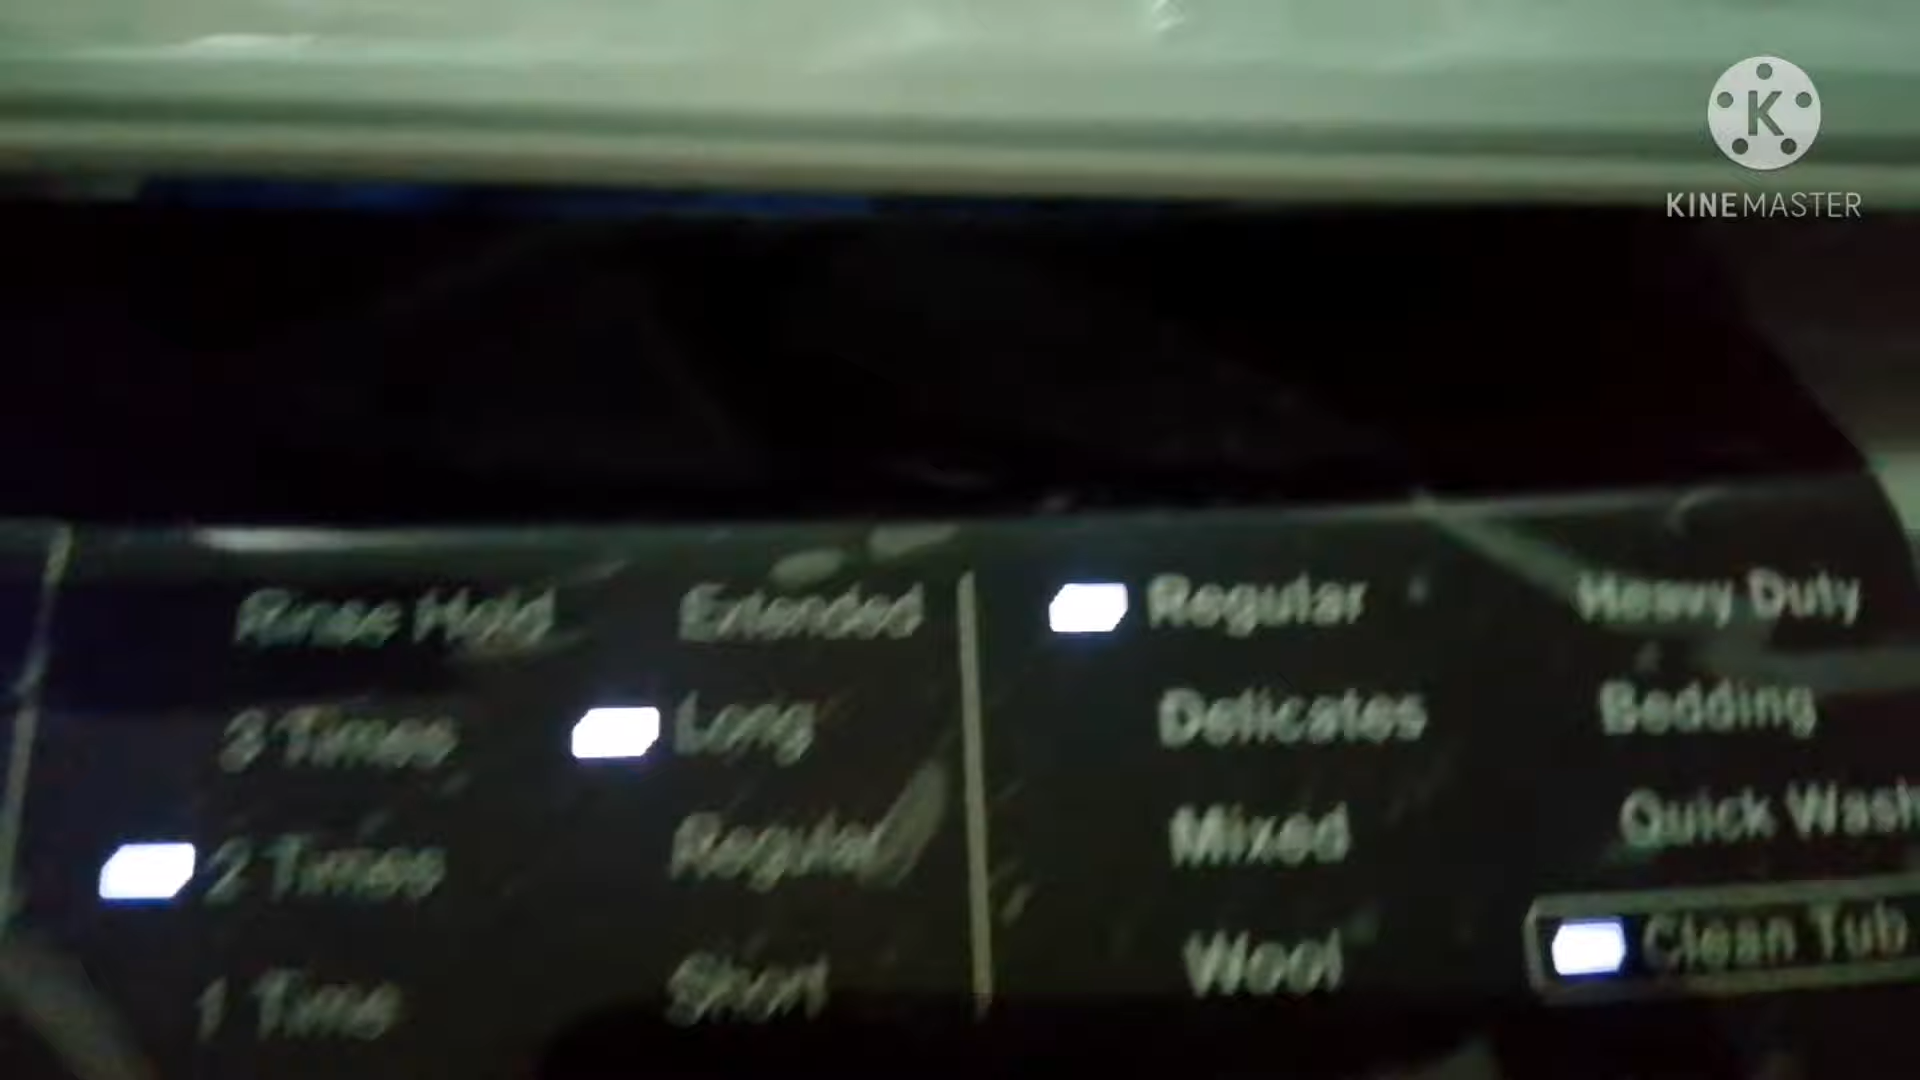 K
KINEMASTER
Rinse Hold
3 Times
2 Times
1 Time
Extended
Long
Regular
Short
Regular
Delicates
Mixed
Wool
Heavy Duty
Bedding
Quick Wash
Clean Tub